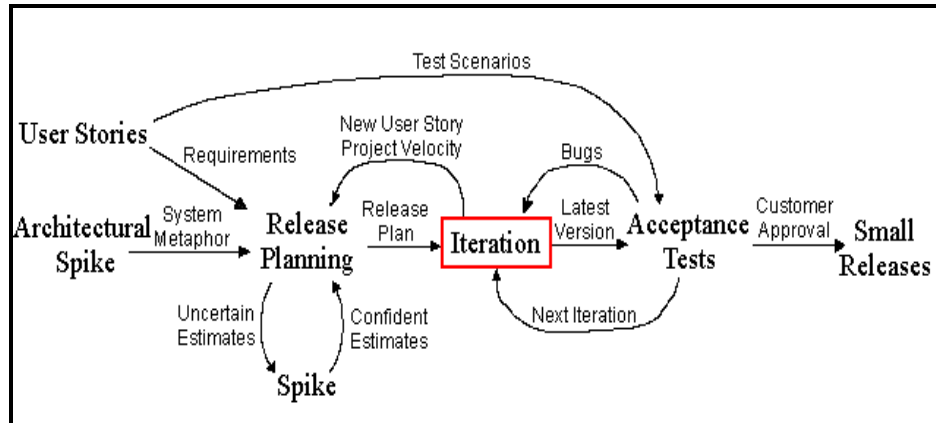 Test Scenarios
User Stories
New User Story
Project Velocity
Requirements
Bugs
Architectural
Spike
System
Metaphor
Release
Planning
Release
Plan
Iteration
Latest
Version
Acceptance
Tests
Customer
Approval
Small
Releases
Uncertain
Estimates
Confident
Estimates
Next Iteration
Spike